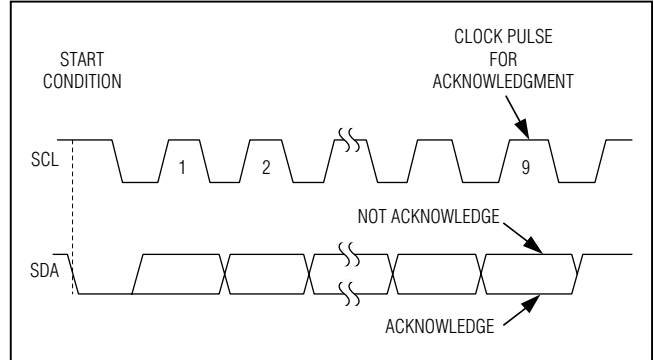 START
CONDITION
CLOCK PULSE
FOR
ACKNOWLEDGMENT
SCL
1
2
9
NOT ACKNOWLEDGE
SDA
ACKNOWLEDGE